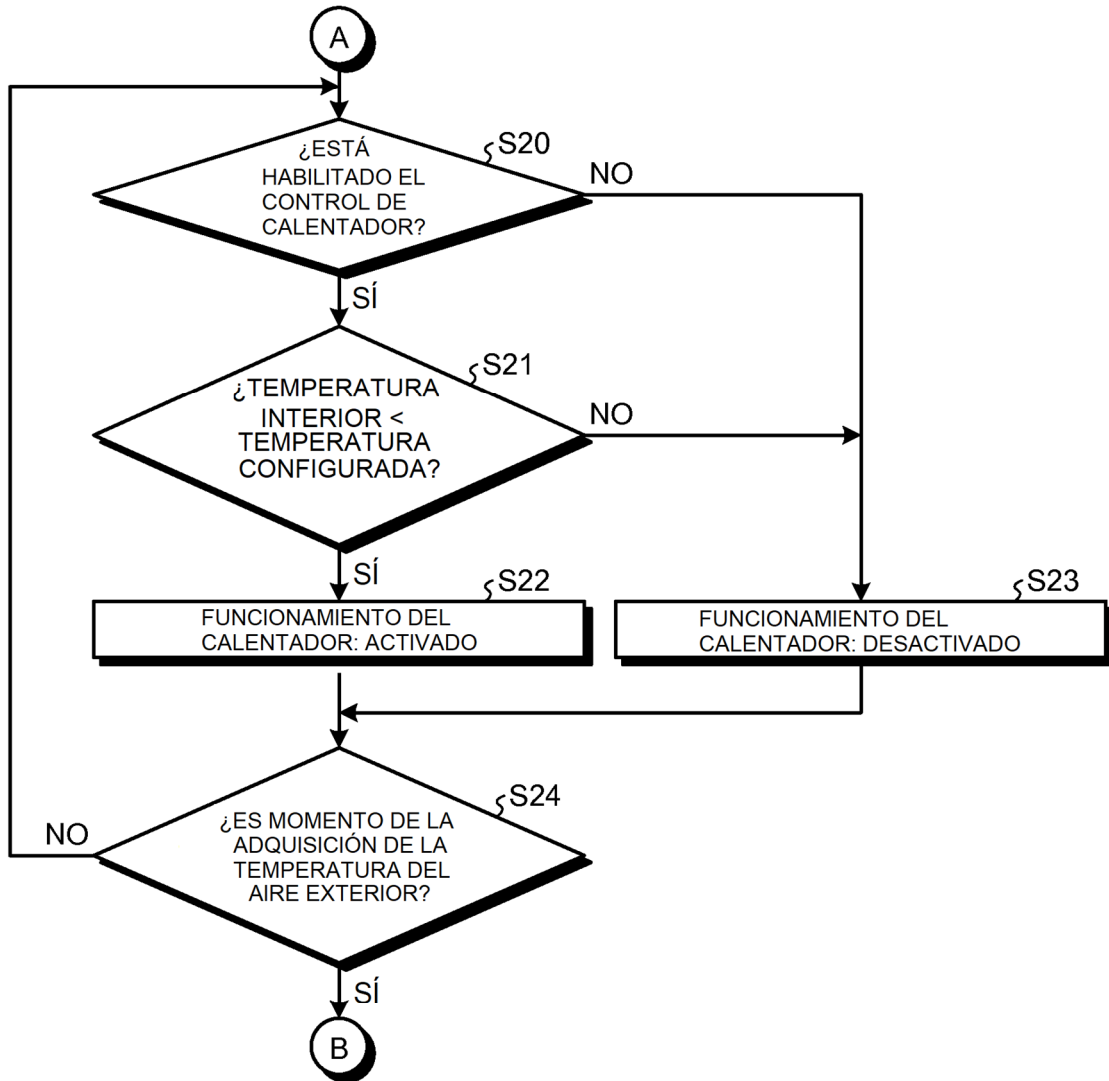 A
¿ESTÁ
HABILITADO EL
CONTROL DE
CALENTADOR?
S20
NO
SÍ
¿TEMPERATURA
INTERIOR <
TEMPERATURA
CONFIGURADA?
S21
NO
SÍ
S22
FUNCIONAMIENTO DEL
CALENTADOR: ACTIVADO
S23
FUNCIONAMIENTO DEL
CALENTADOR: DESACTIVADO
S24
¿ES MOMENTO DE LA
ADQUISICIÓN DE LA
TEMPERATURA DEL
AIRE EXTERIOR?
NO
SÍ
B